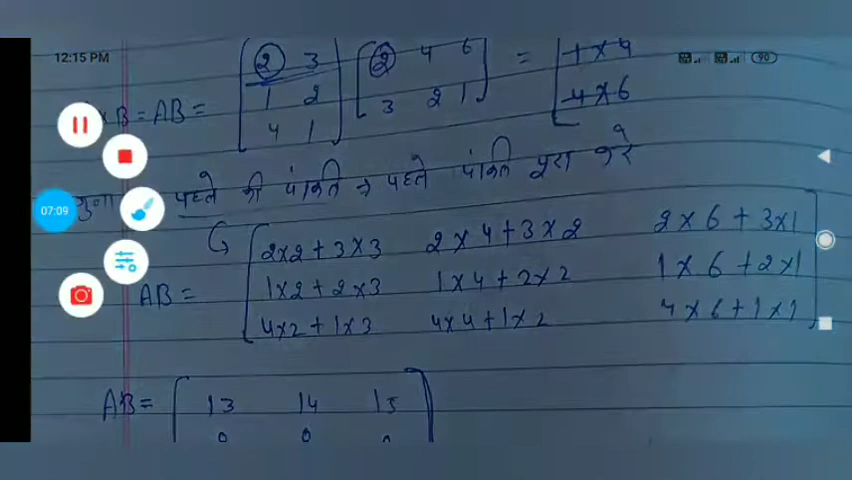 12:15 PM
90
2 3 2 4 6 1×4
×B = AB = 1 2 3 2 1 =
4 1 4×6
07:09
गुणा पहले की पंक्ति से पहले पंक्ति पूरा करे
2×2+3×3 2×4+3×2 2×6+3×1
AB = 1×2+2×3 1×4+2×2 1×6+2×1
4×2+1×3 4×4+1×2 4×6+1×1
AB = 13 14 15